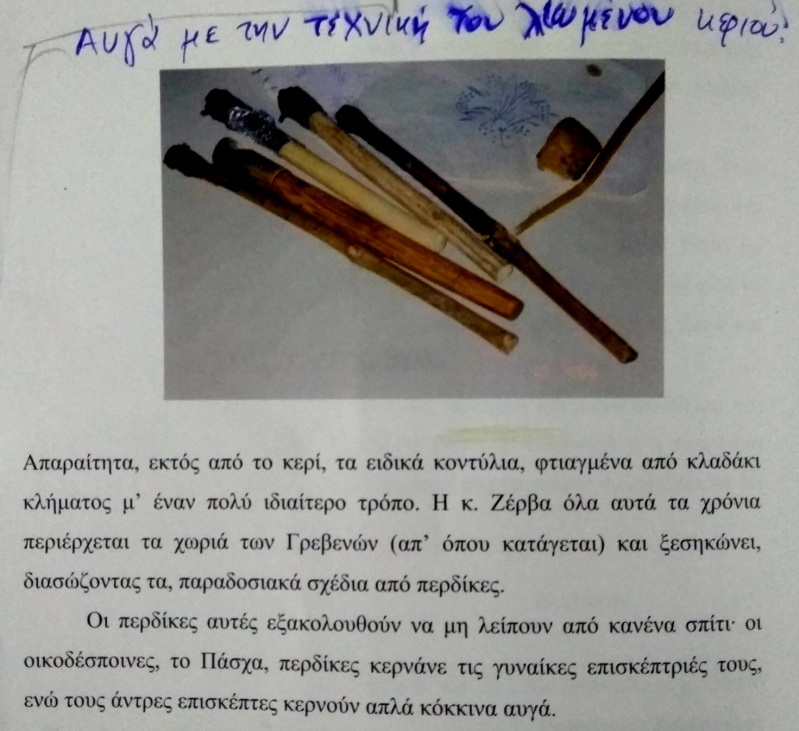 Αυγά με την τέχνική του λιωμένου κεριού:
Απαραίτητα, εκτός από το κερί, τα ειδικά κοντύλια, φτιαγμένα από κλαδάκι
κλήματος μ’ έναν πολύ ιδιαίτερο τρόπο. Η κ. Ζέρβα όλα αυτά τα χρόνια
περιέρχεται τα χωριά των Γρεβενών (απ’ όπου κατάγεται) και ξεσηκώνει,
διασώζοντας τα, παραδοσιακά σχέδια από περδίκες.
Οι περδίκες αυτές εξακολουθούν να μη λείπουν από κανένα σπίτι· οι
οικοδέσποινες, το Πάσχα, περδίκες κερνάνε τις γυναίκες επισκέπτριές τους,
ενώ τους άντρες επισκέπτες κερνούν απλά κόκκινα αυγά.